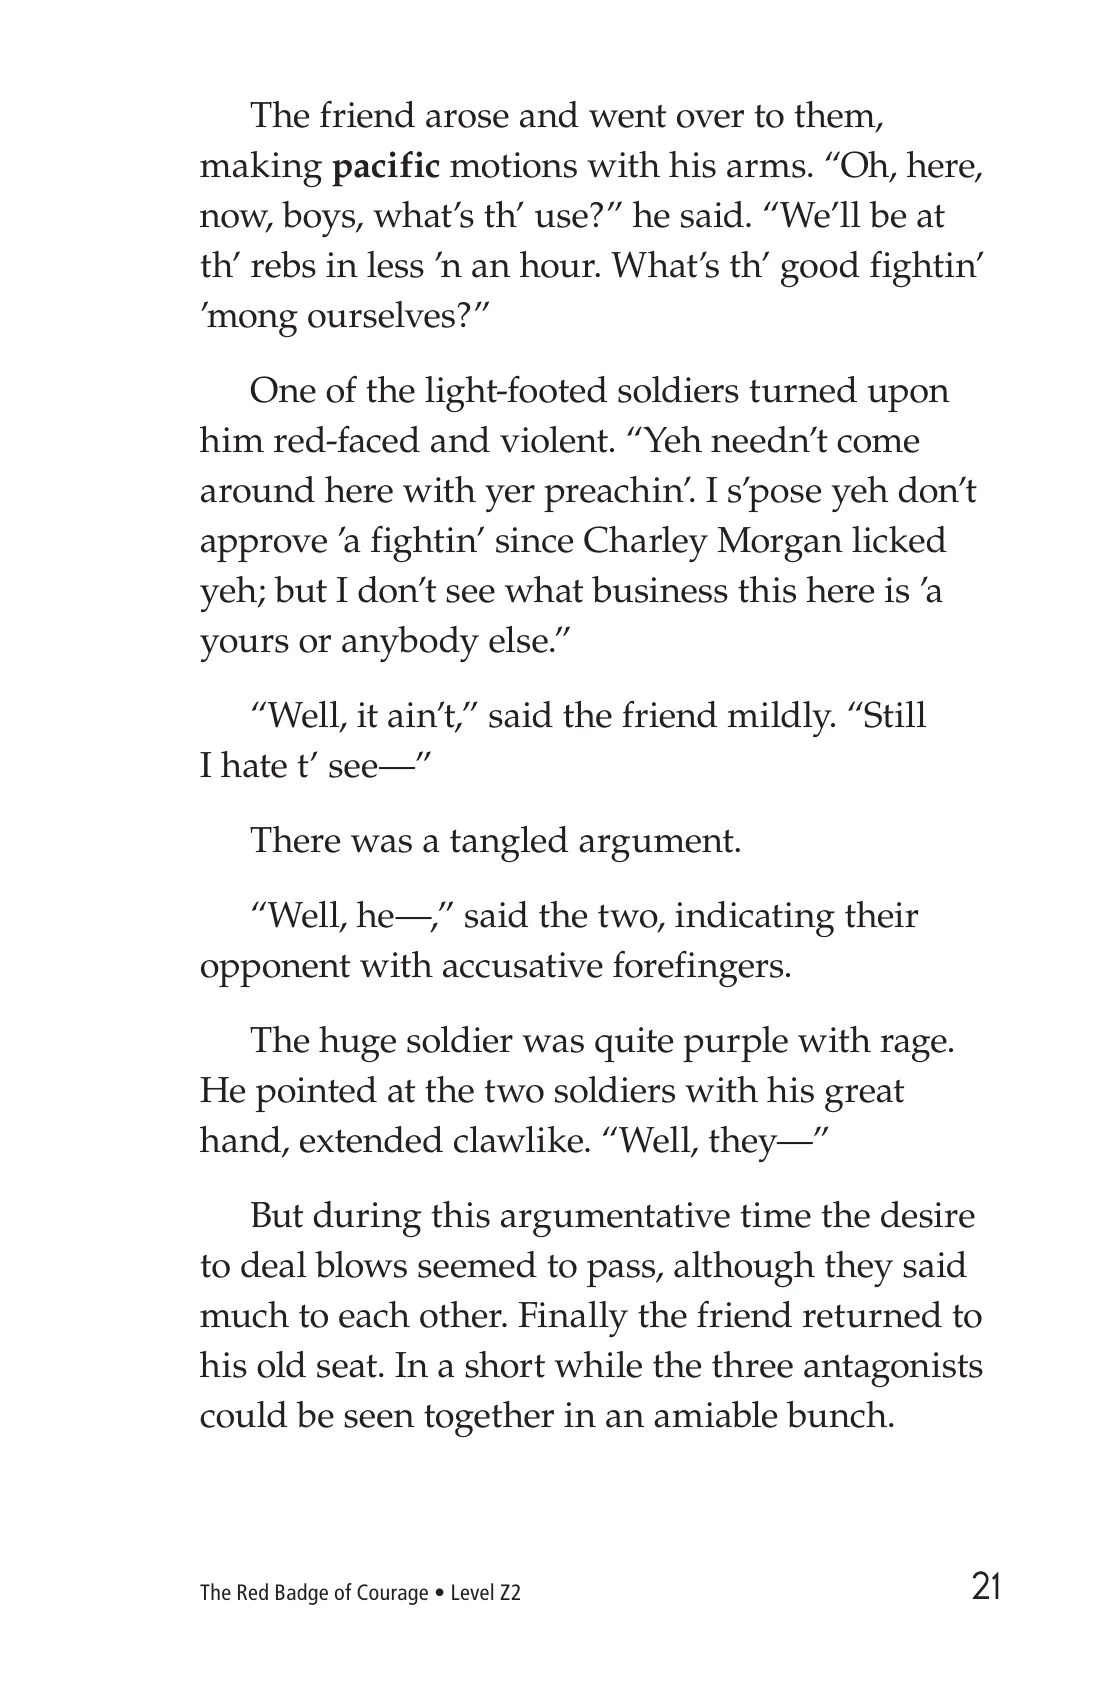 The friend arose and went over to them,
making pacific motions with his arms. “Oh, here,
now, boys, what’s th’ use?” he said. “We’ll be at
th’ rebs in less ’n an hour. What’s th’ good fightin’
’mong ourselves?”
One of the light-footed soldiers turned upon
him red-faced and violent. “Yeh needn’t come
around here with yer preachin’. I s’pose yeh don’t
approve ’a fightin’ since Charley Morgan licked
yeh; but I don’t see what business this here is ’a
yours or anybody else.”
“Well, it ain’t,” said the friend mildly. “Still
I hate t’ see—”
There was a tangled argument.
“Well, he—,” said the two, indicating their
opponent with accusative forefingers.
The huge soldier was quite purple with rage.
He pointed at the two soldiers with his great
hand, extended clawlike. “Well, they—”
But during this argumentative time the desire
to deal blows seemed to pass, although they said
much to each other. Finally the friend returned to
his old seat. In a short while the three antagonists
could be seen together in an amiable bunch.
The Red Badge of Courage • Level Z2
21